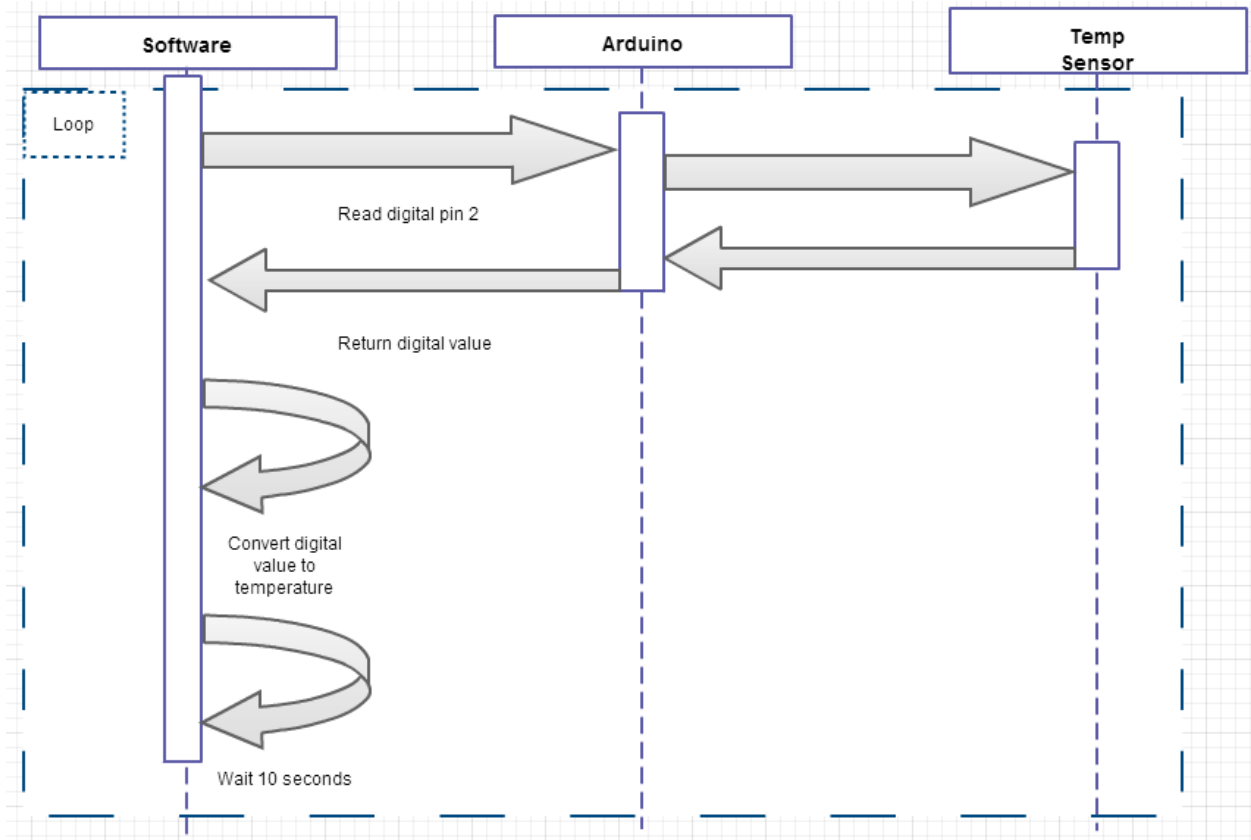 Software
Arduino
Temp
Sensor
Loop
Read digital pin 2
Return digital value
Convert digital
value to
temperature
Wait 10 seconds